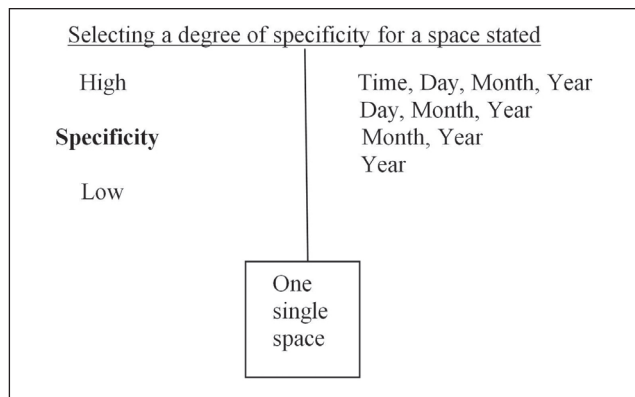 Selecting a degree of specificity for a space stated
High
Time, Day, Month, Year
Day, Month, Year
Specificity
Month, Year
Year
Low
One
single
space